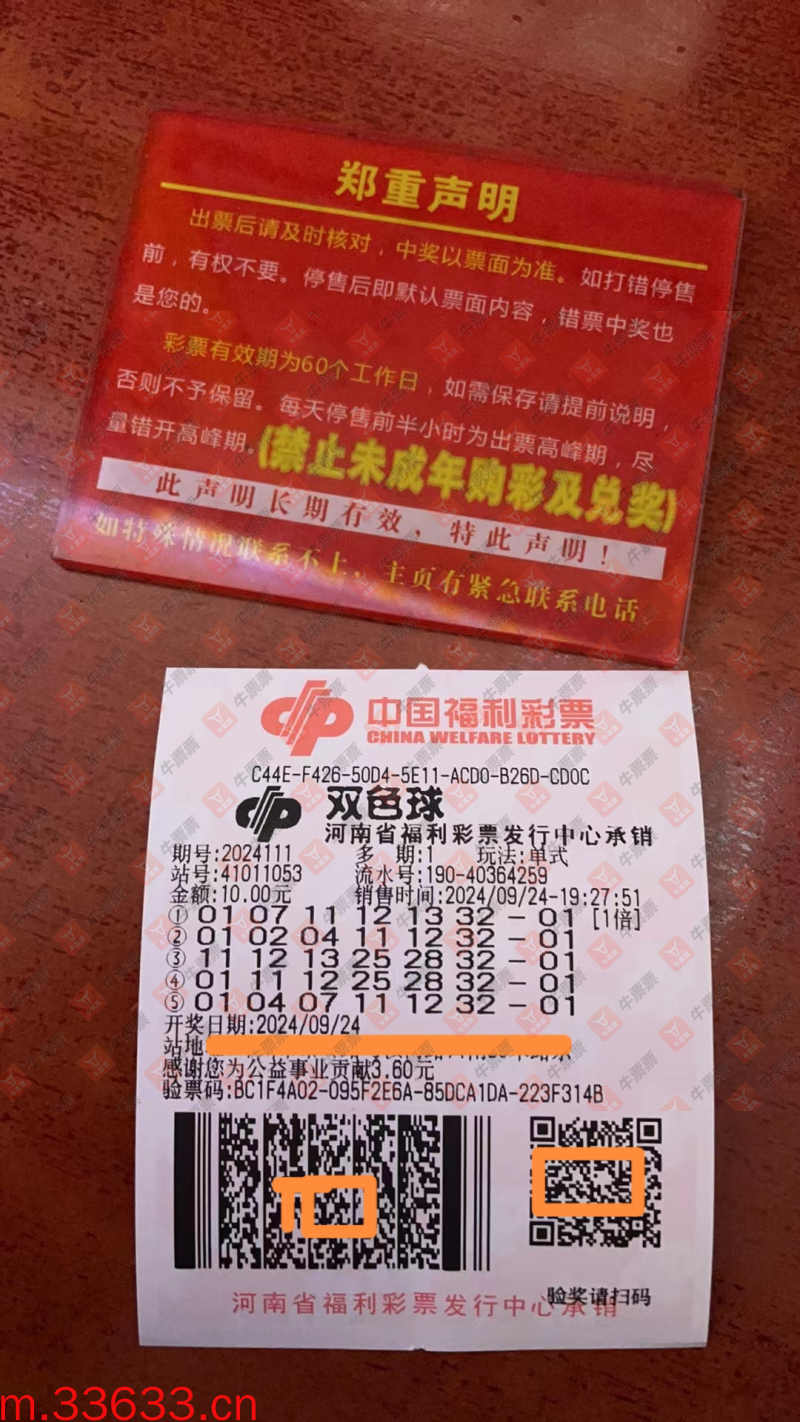 郑重声明
出票后请及时核对，中奖以票面为准。如打错停售
前，有权不要。停售后即默认票面内容，错票中奖也
是您的。
彩票有效期为60个工作日，如需保存请提前说明，
否则不予保留。每天停售前半小时为出票高峰期，尽
量错开高峰期。(禁止未成年购彩及兑奖)
此声明长期有效，特此声明！
如特殊情况联系不上，主页有紧急联系电话
中国福利彩票
CHINA WELFARE LOTTERY
C44E-F426-50D4-5E11-ACD0-B26D-CD0C
双色球
河南省福利彩票发行中心承销
期号:2024111 多 期:1 玩法:单式
站号:41011053 流水号:190-40364259
金额:10.00元 销售时间:2024/09/24-19:27:51
① 01 07 11 12 13 32 - 01 [1倍]
② 01 02 04 11 12 32 - 01
③ 11 12 13 25 28 32 - 01
④ 01 11 12 25 28 32 - 01
⑤ 01 04 07 11 12 32 - 01
开奖日期:2024/09/24
站地
感谢您为公益事业贡献3.60元
验票码:BC1F4A02-095F2E6A-85DCA1DA-223F314B
验奖请扫码
河南省福利彩票发行中心承销
牛票票
m.33633.cn